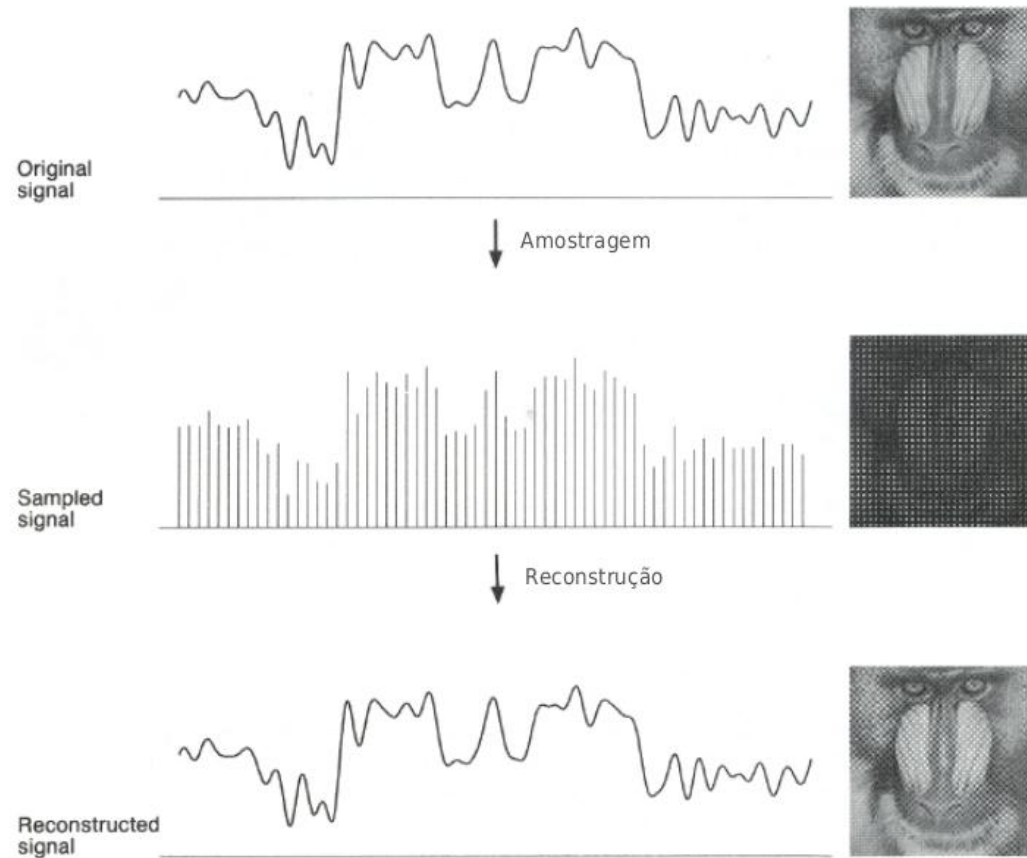 Original
signal
Amostragem
Sampled
signal
Reconstrução
Reconstructed
signal